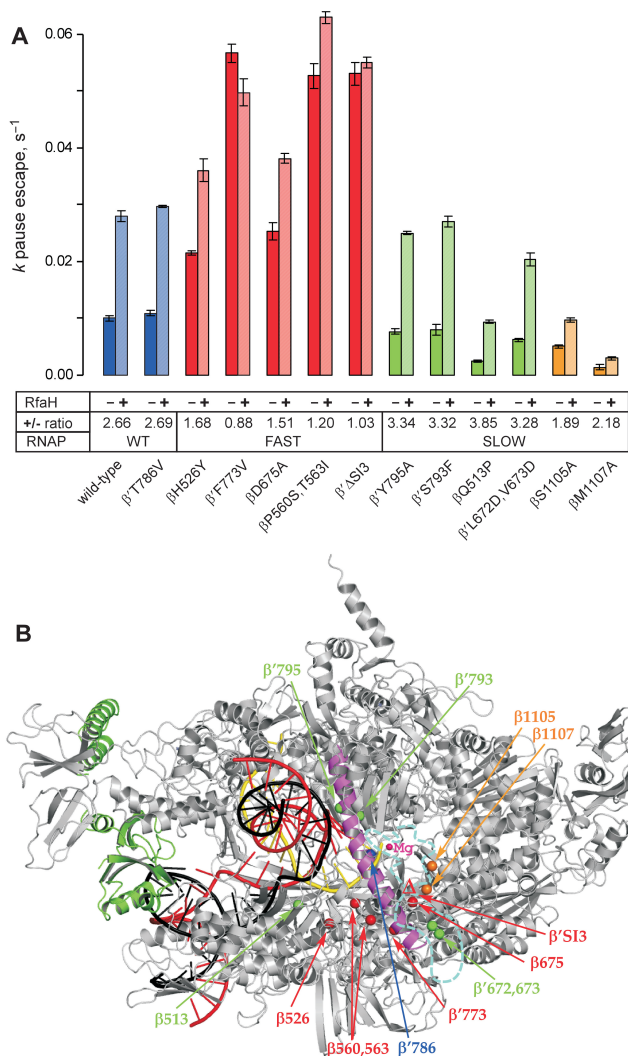 A
k pause escape, s⁻¹
0.06
0.04
0.02
0.00
RfaH − + − + − + − + − + − + − + − + − + − + − + − + − +
+/- ratio 2.66 2.69 1.68 0.88 1.51 1.20 1.03 3.34 3.32 3.85 3.28 1.89 2.18
RNAP WT FAST SLOW
wild-type
β'T786V
βH526Y
β'F773V
βD675A
βP560S,T563I
β'ΔSI3
β'Y795A
β'S793F
βQ513P
β'L672D,V673D
βS1105A
βM1107A
B
β'795
β'793
β1105
β1107
Mg
β'SI3
β675
β'672,673
β'773
β513
β526
β560,563
β'786